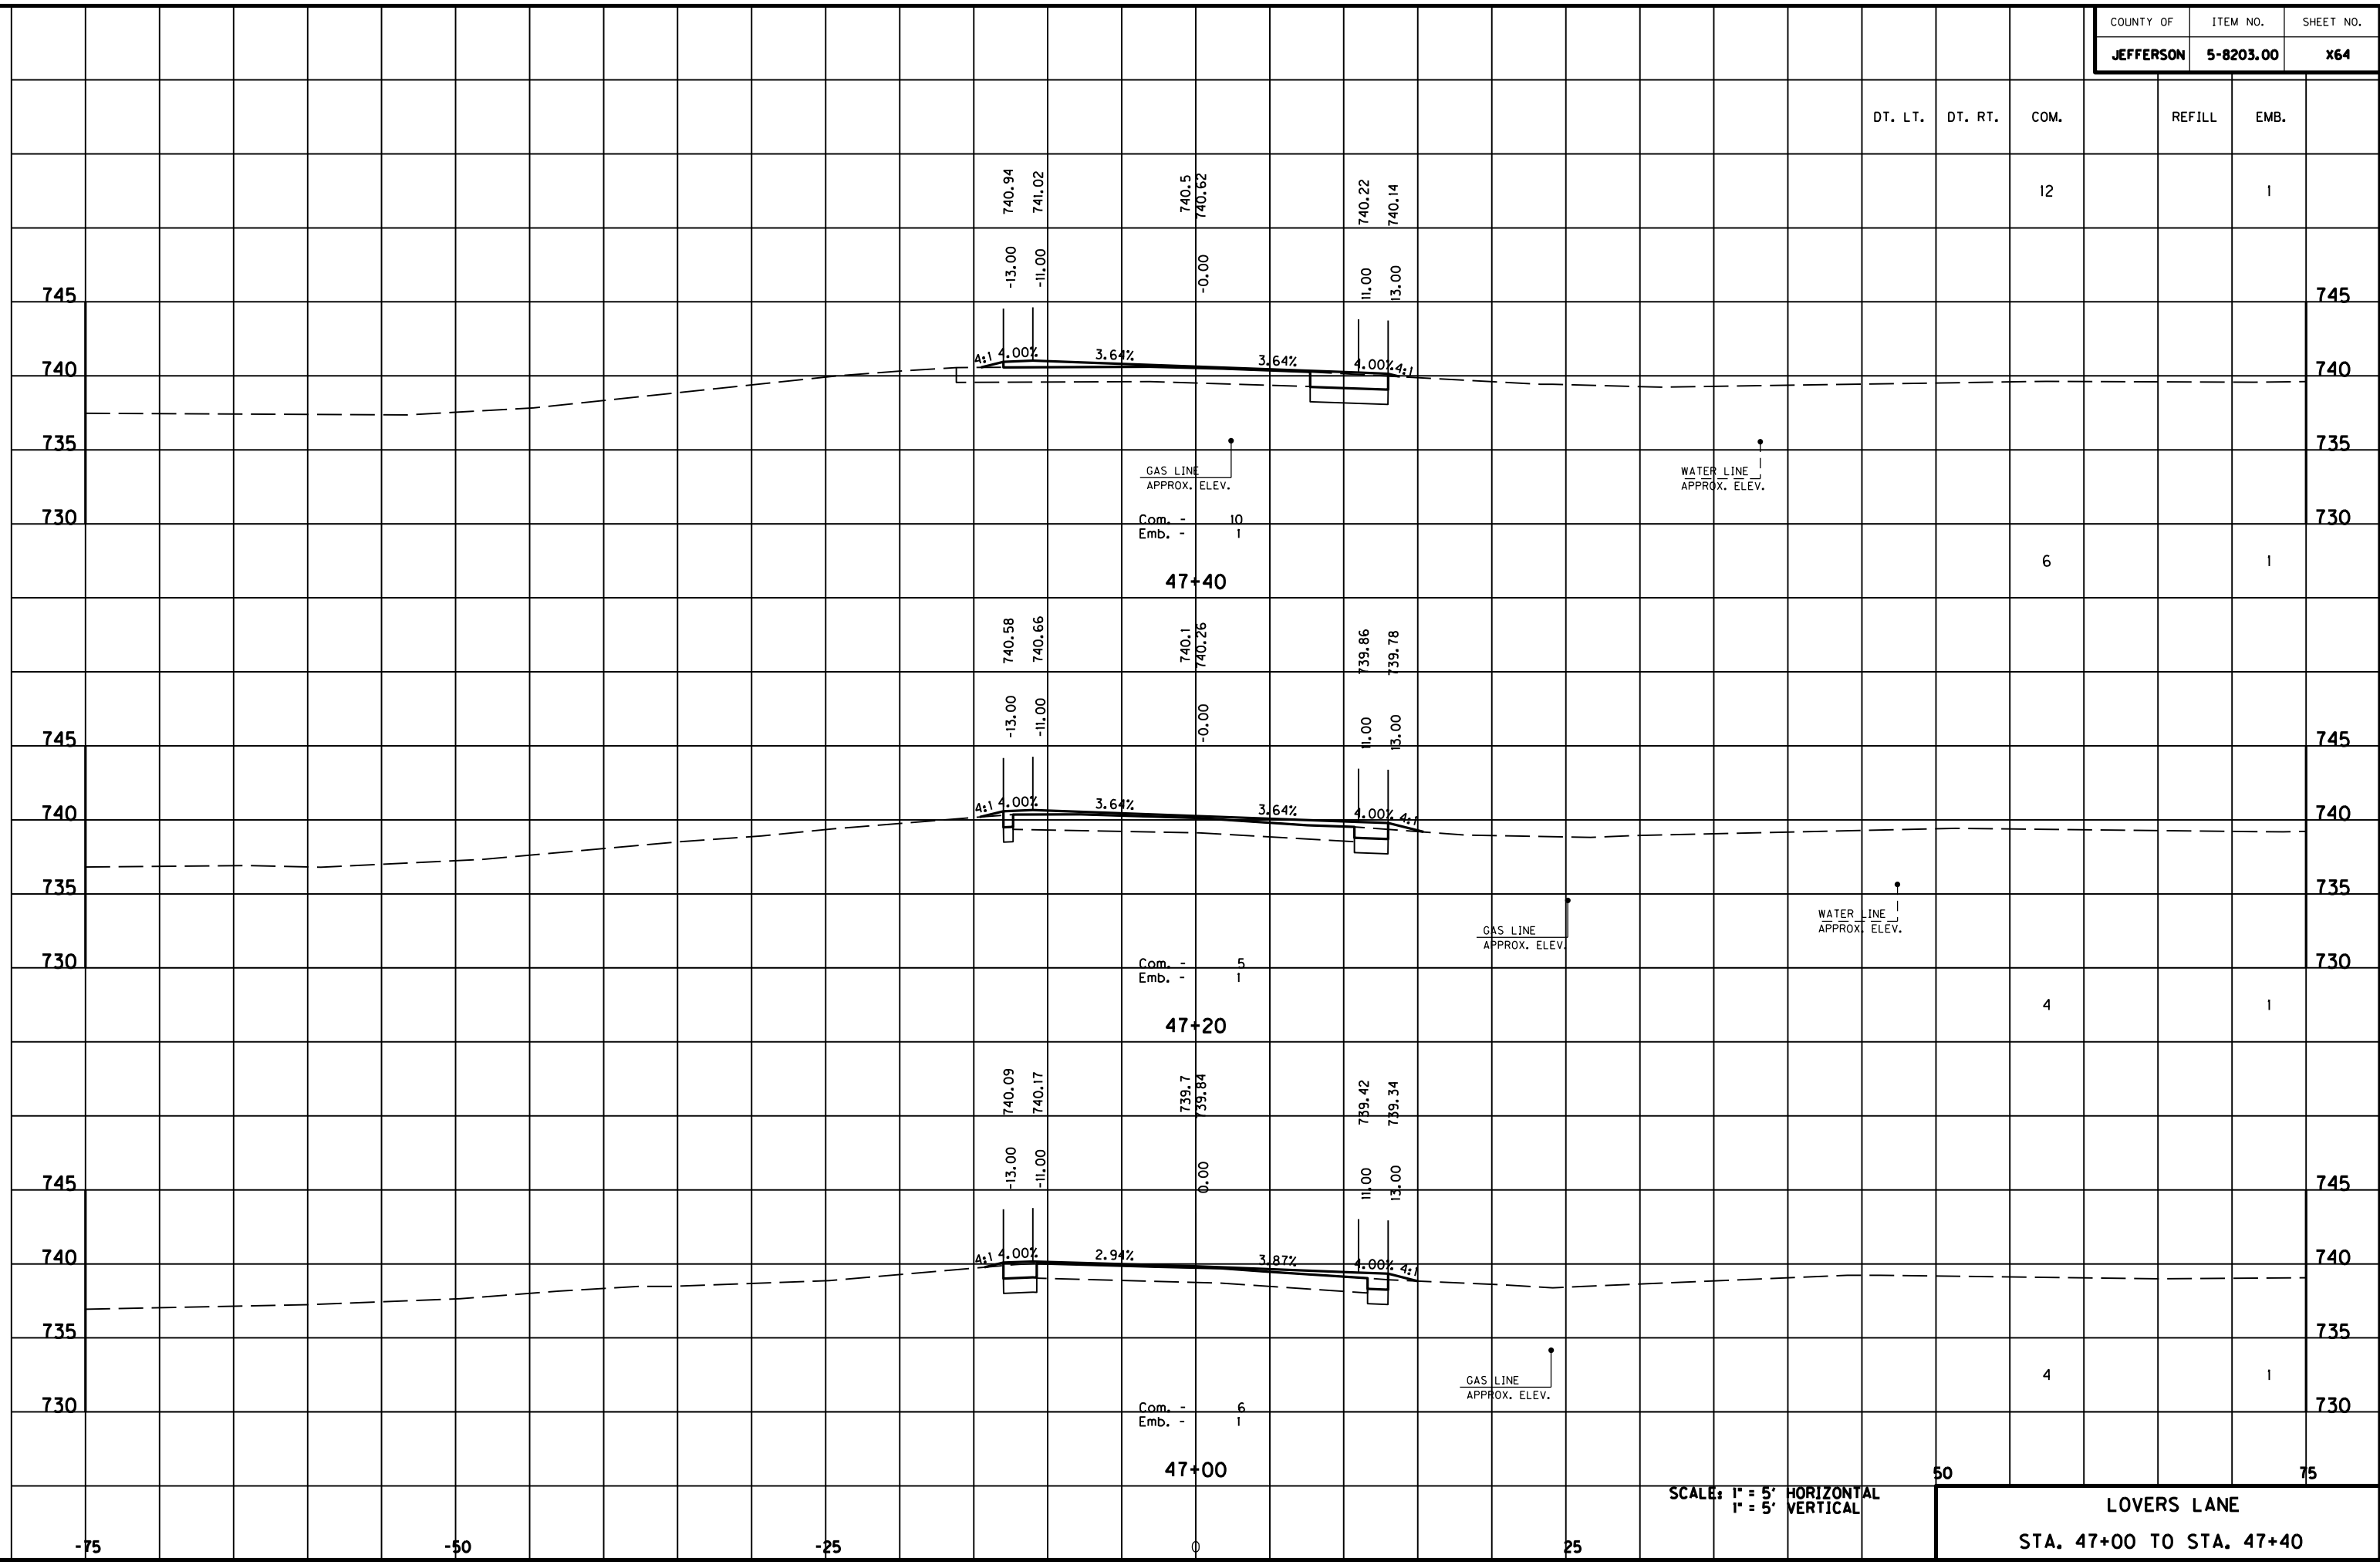 COUNTY OF ITEM NO. SHEET NO.
JEFFERSON 5-8203.00 X64
DT. LT. DT. RT. COM. REFILL EMB.
740.94 741.02 740.5 740.62 740.22 740.14
12 1
-13.00 -11.00 -0.00 11.00 13.00
745 745
4:1 4.00% 3.64% 3.64% 4.00% 4:1
740 740
735 735
GAS LINE
APPROX. ELEV.
WATER LINE
APPROX. ELEV.
730 730
Com. - 10
Emb. - 1
6 1
47+40
740.58 740.66 740.1 740.26 739.86 739.78
-13.00 -11.00 -0.00 11.00 13.00
745 745
4:1 4.00% 3.64% 3.64% 4.00% 4:1
740 740
735 735
WATER LINE
APPROX. ELEV.
GAS LINE
APPROX. ELEV.
730 730
Com. - 5
Emb. - 1
4 1
47+20
740.09 740.17 739.7 739.84 739.42 739.34
-13.00 -11.00 0.00 11.00 13.00
745 745
4:1 4.00% 2.94% 3.87% 4.00% 4:1
740 740
735 735
GAS LINE
APPROX. ELEV.
4 1
730 730
Com. - 6
Emb. - 1
47+00
50 75
SCALE: 1" = 5' HORIZONTAL
1" = 5' VERTICAL
LOVERS LANE
STA. 47+00 TO STA. 47+40
-75 -50 -25 0 25